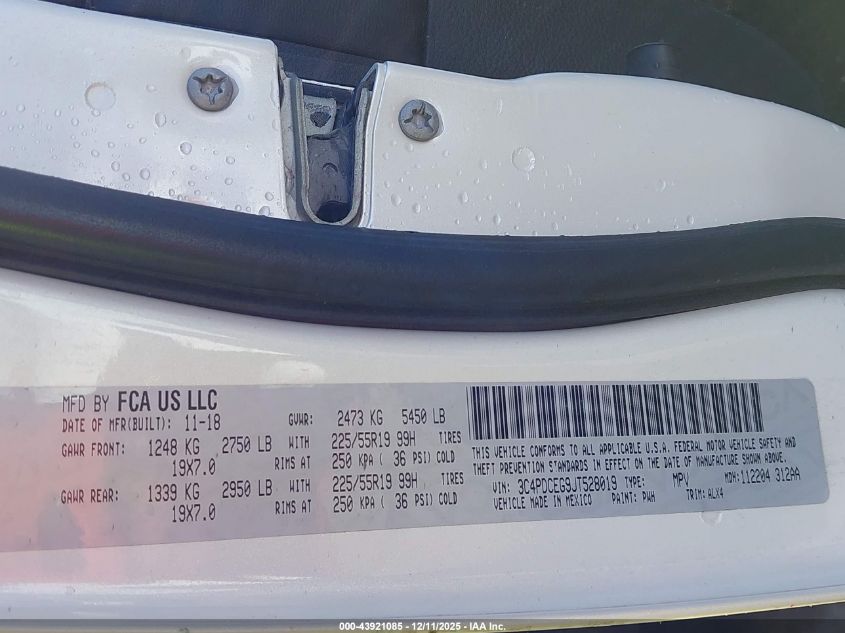 MFD BY FCA US LLC
DATE OF MFR(BUILT): 11-18 GVWR: 2473 KG 5450 LB
GAWR FRONT: 1248 KG 2750 LB WITH 225/55R19 99H TIRES
19X7.0 RIMS AT 250 KPA ( 36 PSI) COLD
GAWR REAR: 1339 KG 2950 LB WITH 225/55R19 99H TIRES
19X7.0 RIMS AT 250 KPA ( 36 PSI) COLD
THIS VEHICLE CONFORMS TO ALL APPLICABLE U.S.A. FEDERAL MOTOR VEHICLE SAFETY AND
THEFT PREVENTION STANDARDS IN EFFECT ON THE DATE OF MANUFACTURE SHOWN ABOVE.
VIN: 3C4PDCEG9JT528019 TYPE: MPV MDH: 112204 312AA
VEHICLE MADE IN MEXICO PAINT: PWH TRIM: ALX4
000-43921085 - 12/11/2025 - IAA, Inc.